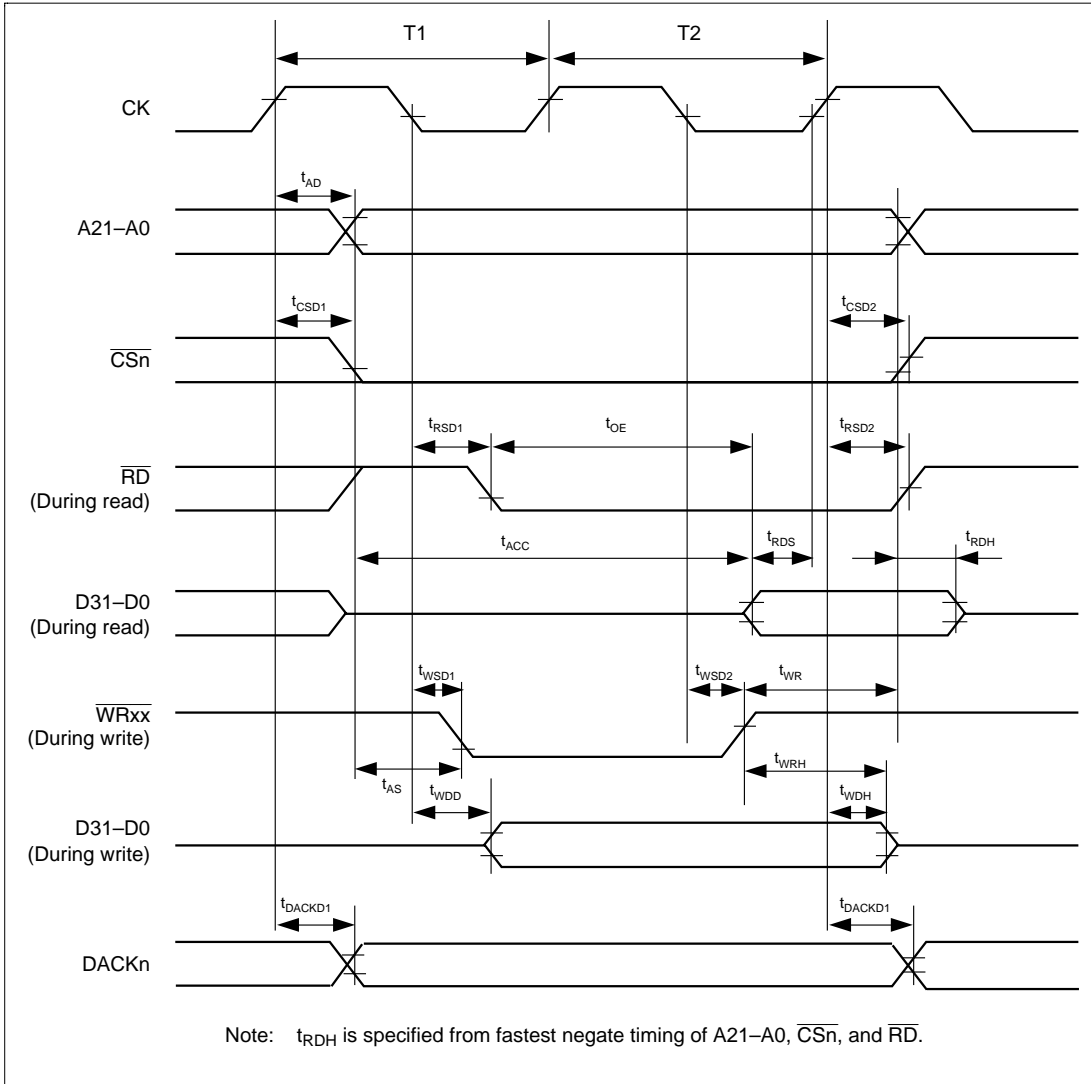 T1 T2
CK
tAD
A21–A0
tCSD1 tCSD2
CSn
tRSD1 tOE tRSD2
RD
(During read)
tACC tRDS tRDH
D31–D0
(During read)
tWSD1 tWSD2 tWR
WRxx
(During write)
tAS tWDD tWRH tWDH
D31–D0
(During write)
tDACKD1 tDACKD1
DACKn
Note: tRDH is specified from fastest negate timing of A21–A0, CSn, and RD.